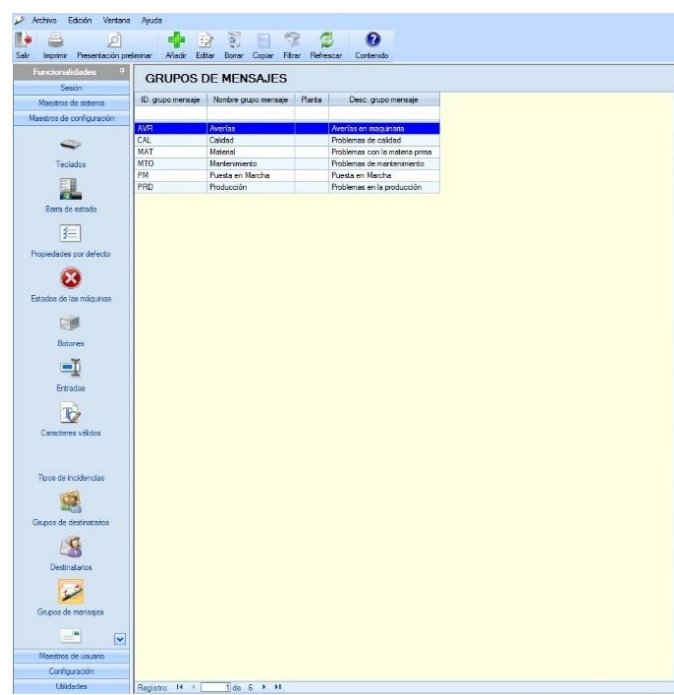 Archivo Edición Ventana Ayuda
Salir Imprimir Presentación preliminar Añadir Editar Borrar Copiar Filtrar Refrescar Contenido
Funcionalidades
Sesión
Maestros de sistema
Maestros de configuración
Teclados
Barra de estado
Propiedades por defecto
Estados de las máquinas
Botones
Entradas
Caracteres válidos
Tipos de incidencias
Grupos de destinatarios
Destinatarios
Grupos de mensajes
Maestros de usuario
Configuración
Utilidades
GRUPOS DE MENSAJES
ID. grupo mensaje Nombre grupo mensaje Planta Desc. grupo mensaje
AVR Averías Averías en maquinaria
CAL Calidad Problemas de calidad
MAT Material Problemas con la materia prima
MTO Mantenimiento Problemas de mantenimiento
PM Puesta en Marcha Puesta en Marcha
PRD Producción Problemas en la producción
Registro: 1 de 6